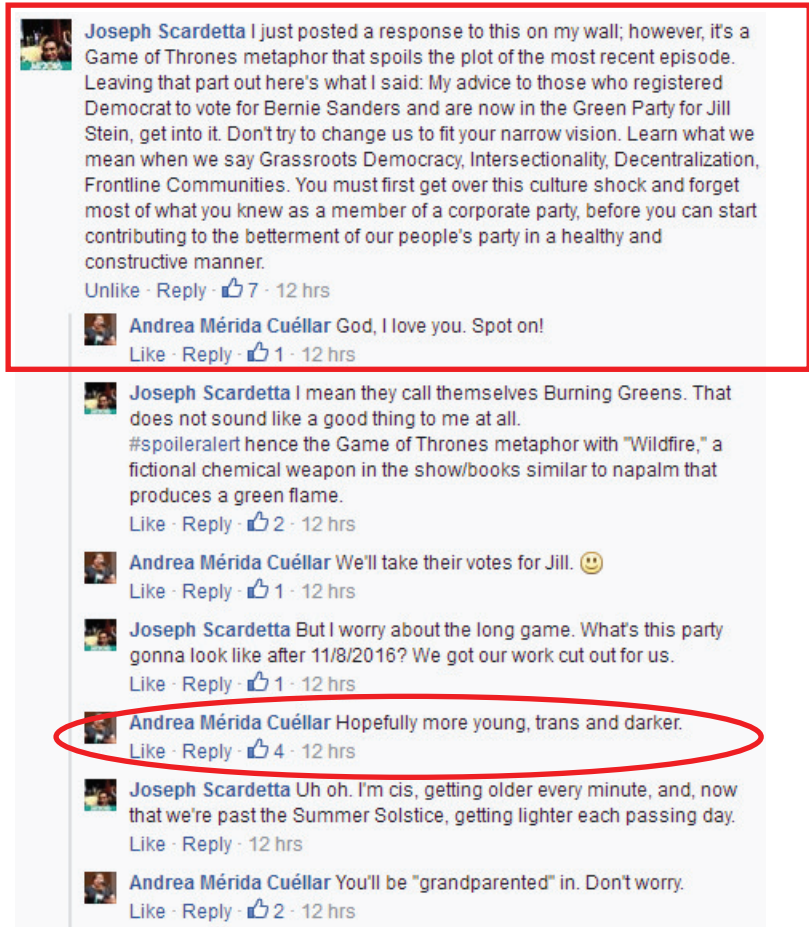 Joseph Scardetta I just posted a response to this on my wall; however, it's a
Game of Thrones metaphor that spoils the plot of the most recent episode.
Leaving that part out here's what I said: My advice to those who registered
Democrat to vote for Bernie Sanders and are now in the Green Party for Jill
Stein, get into it. Don't try to change us to fit your narrow vision. Learn what we
mean when we say Grassroots Democracy, Intersectionality, Decentralization,
Frontline Communities. You must first get over this culture shock and forget
most of what you knew as a member of a corporate party, before you can start
contributing to the betterment of our people's party in a healthy and
constructive manner.
Unlike · Reply · 7 · 12 hrs
Andrea Mérida Cuéllar God, I love you. Spot on!
Like · Reply · 1 · 12 hrs
Joseph Scardetta I mean they call themselves Burning Greens. That
does not sound like a good thing to me at all.
#spoileralert hence the Game of Thrones metaphor with "Wildfire," a
fictional chemical weapon in the show/books similar to napalm that
produces a green flame.
Like · Reply · 2 · 12 hrs
Andrea Mérida Cuéllar We'll take their votes for Jill.
Like · Reply · 1 · 12 hrs
Joseph Scardetta But I worry about the long game. What's this party
gonna look like after 11/8/2016? We got our work cut out for us.
Like · Reply · 1 · 12 hrs
Andrea Mérida Cuéllar Hopefully more young, trans and darker.
Like · Reply · 4 · 12 hrs
Joseph Scardetta Uh oh. I'm cis, getting older every minute, and, now
that we're past the Summer Solstice, getting lighter each passing day.
Like · Reply · 12 hrs
Andrea Mérida Cuéllar You'll be "grandparented" in. Don't worry.
Like · Reply · 2 · 12 hrs